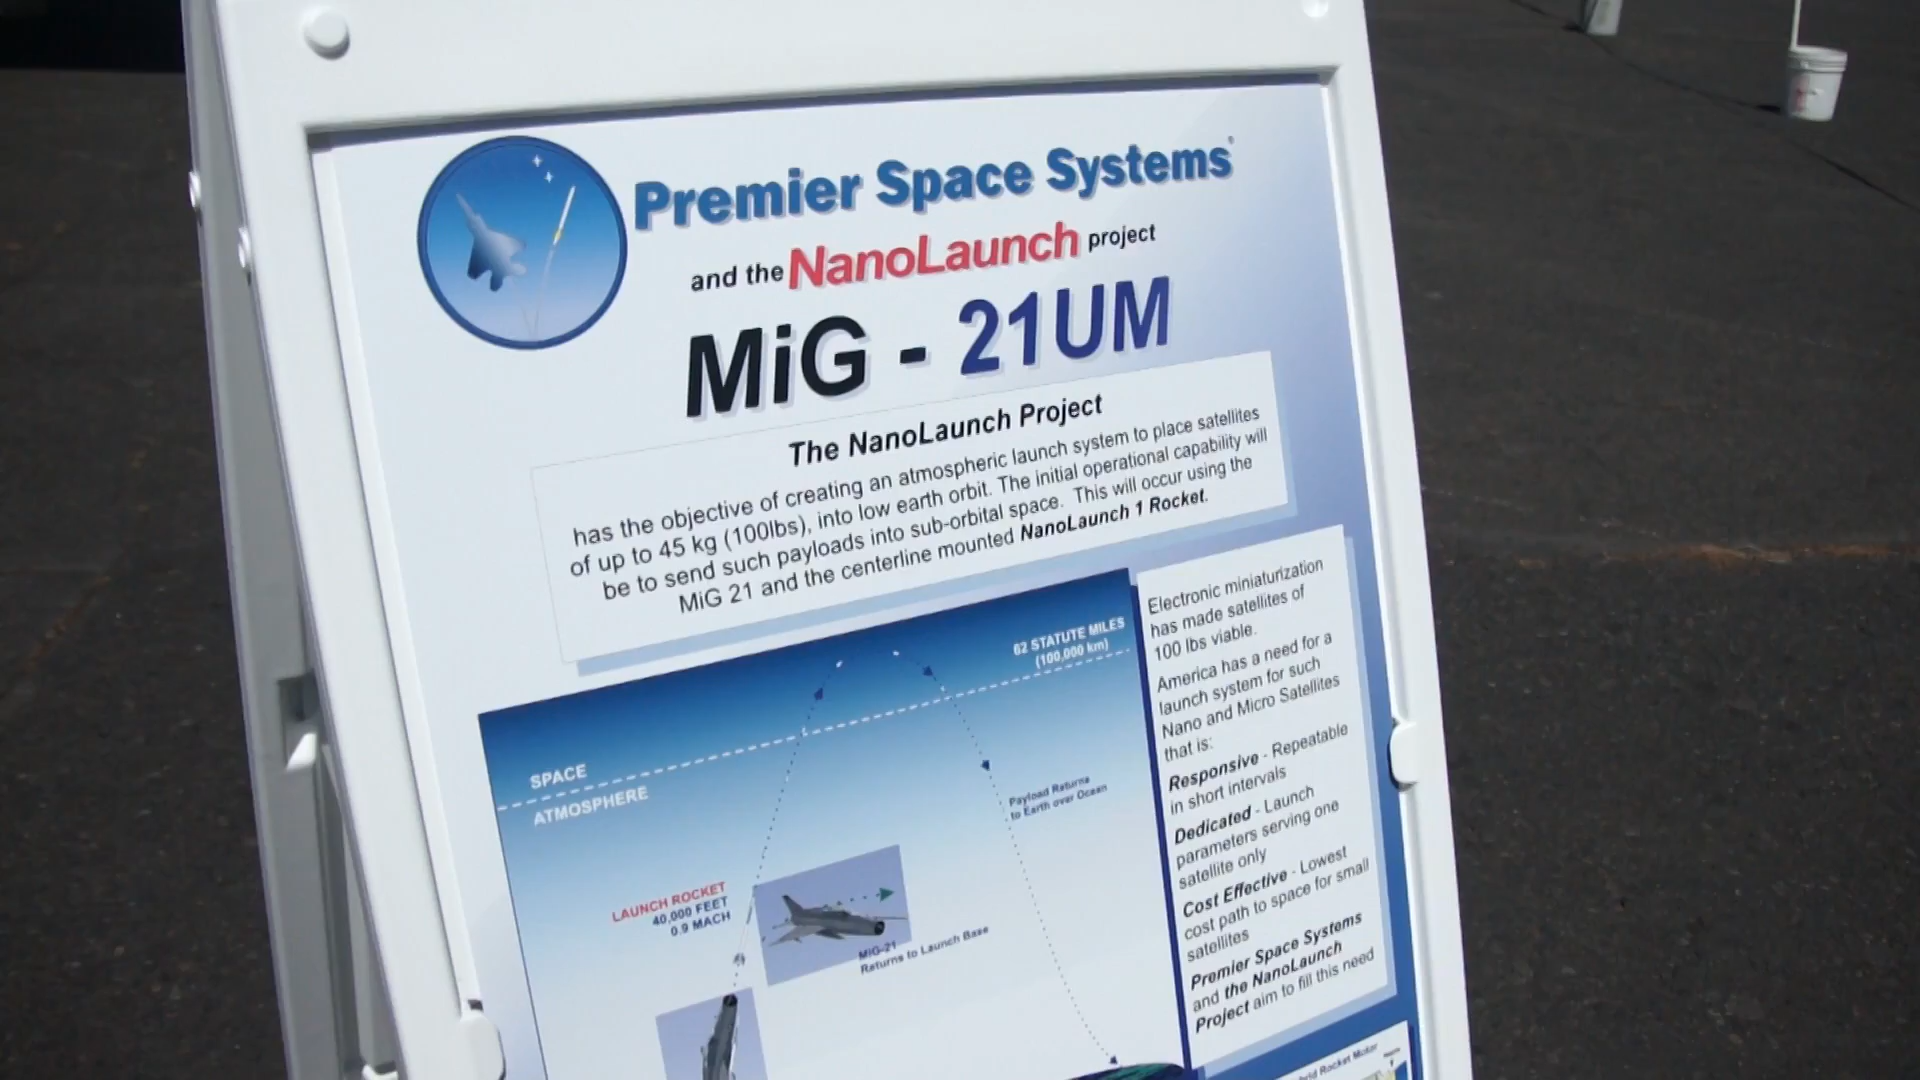 Premier Space Systems
and the NanoLaunch project
MiG - 21UM
The NanoLaunch Project
has the objective of creating an atmospheric launch system to place satellites
of up to 45 kg (100lbs), into low earth orbit. The initial operational capability will
be to send such payloads into sub-orbital space. This will occur using the
MiG 21 and the centerline mounted NanoLaunch 1 Rocket.
62 STATUTE MILES
(100,000 km)
SPACE
ATMOSPHERE
Payload Returns
to Earth over Ocean
LAUNCH ROCKET
40,000 FEET
0.9 MACH
MiG-21
Returns to Launch Base
Electronic miniaturization
has made satellites of
100 lbs viable.
America has a need for a
launch system for such
Nano and Micro Satellites
that is:
Responsive - Repeatable
in short intervals
Dedicated - Launch
parameters serving one
satellite only
Cost Effective - Lowest
cost path to space for small
satellites
Premier Space Systems
and the NanoLaunch
Project aim to fill this need
Rocket Motor